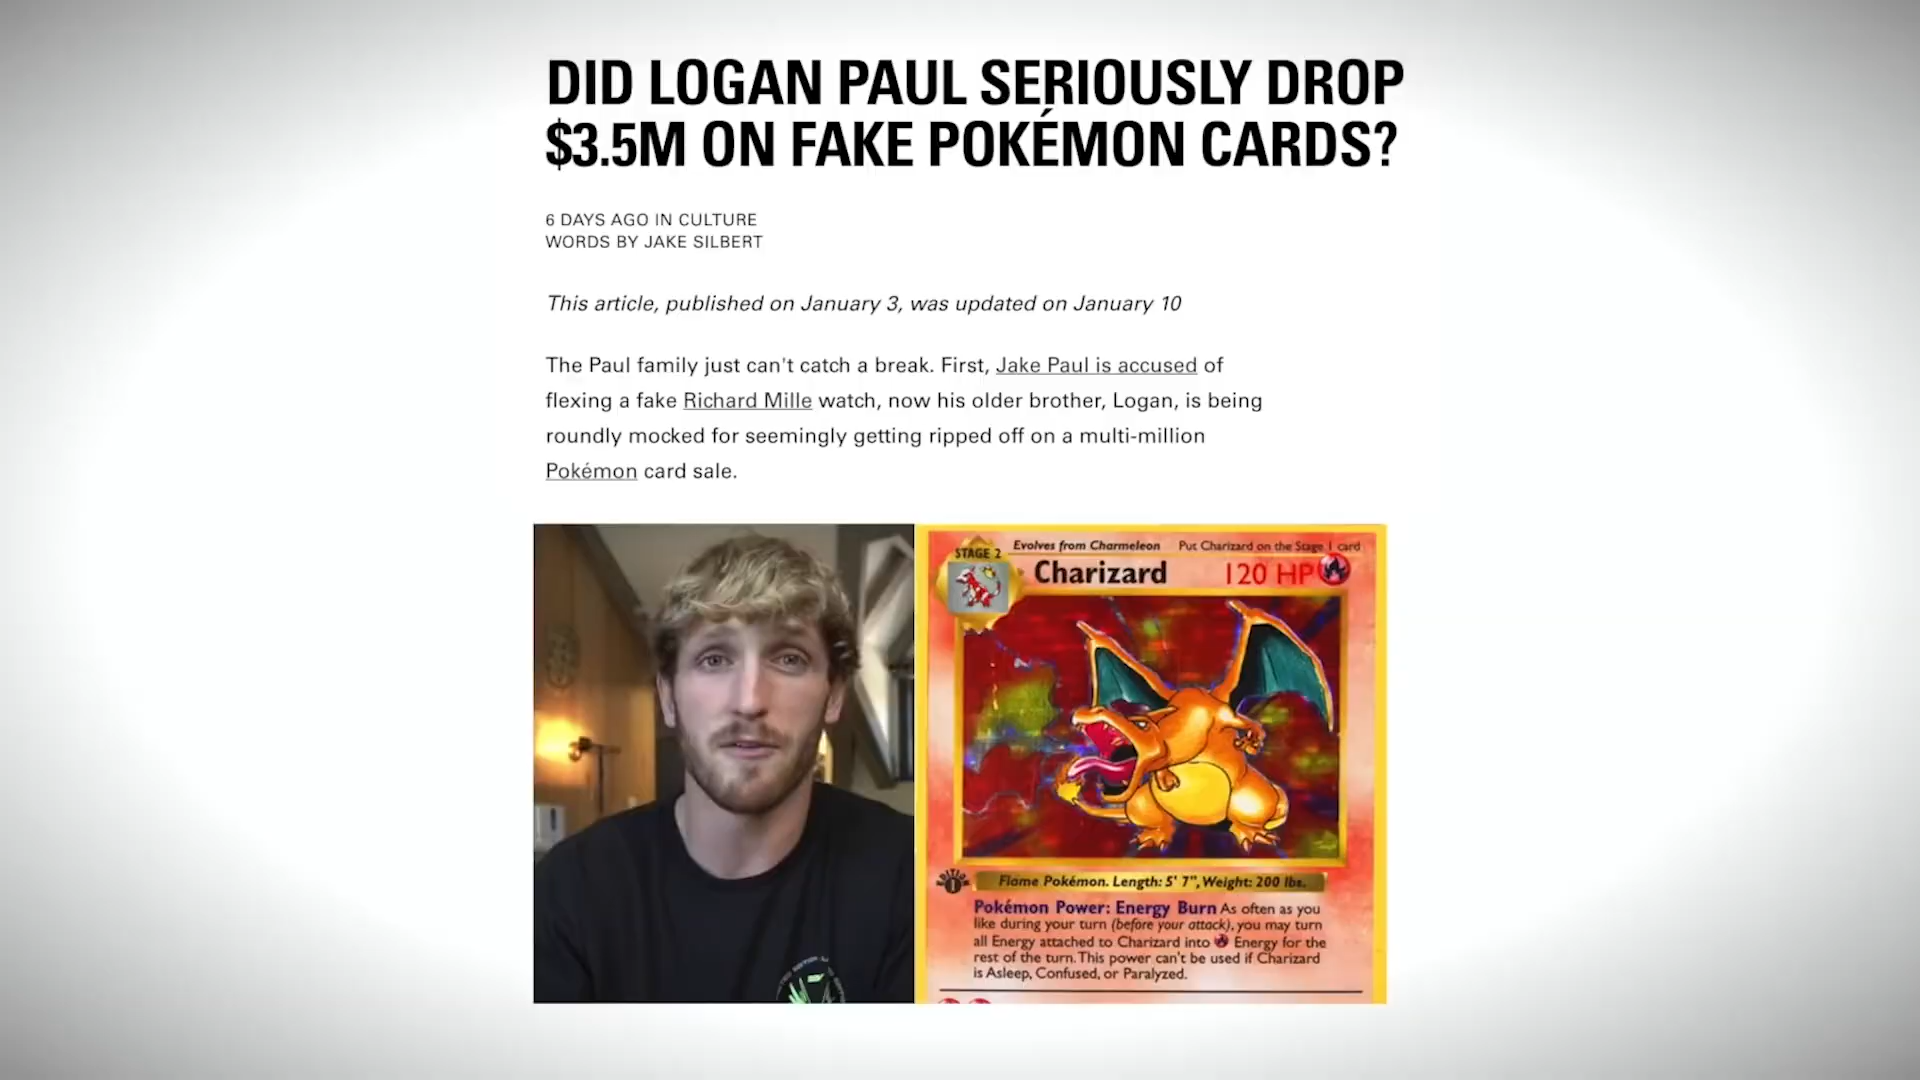 DID LOGAN PAUL SERIOUSLY DROP
$3.5M ON FAKE POKÉMON CARDS?
6 DAYS AGO IN CULTURE
WORDS BY JAKE SILBERT
This article, published on January 3, was updated on January 10
The Paul family just can't catch a break. First, Jake Paul is accused of
flexing a fake Richard Mille watch, now his older brother, Logan, is being
roundly mocked for seemingly getting ripped off on a multi-million
Pokémon card sale.
STAGE 2
Evolves from Charmeleon
Put Charizard on the Stage 1 card
Charizard
120 HP
EDITION
1
Flame Pokémon. Length: 5' 7", Weight: 200 lbs.
Pokémon Power: Energy Burn As often as you
like during your turn (before your attack), you may turn
all Energy attached to Charizard into Energy for the
rest of the turn. This power can't be used if Charizard
is Asleep, Confused, or Paralyzed.